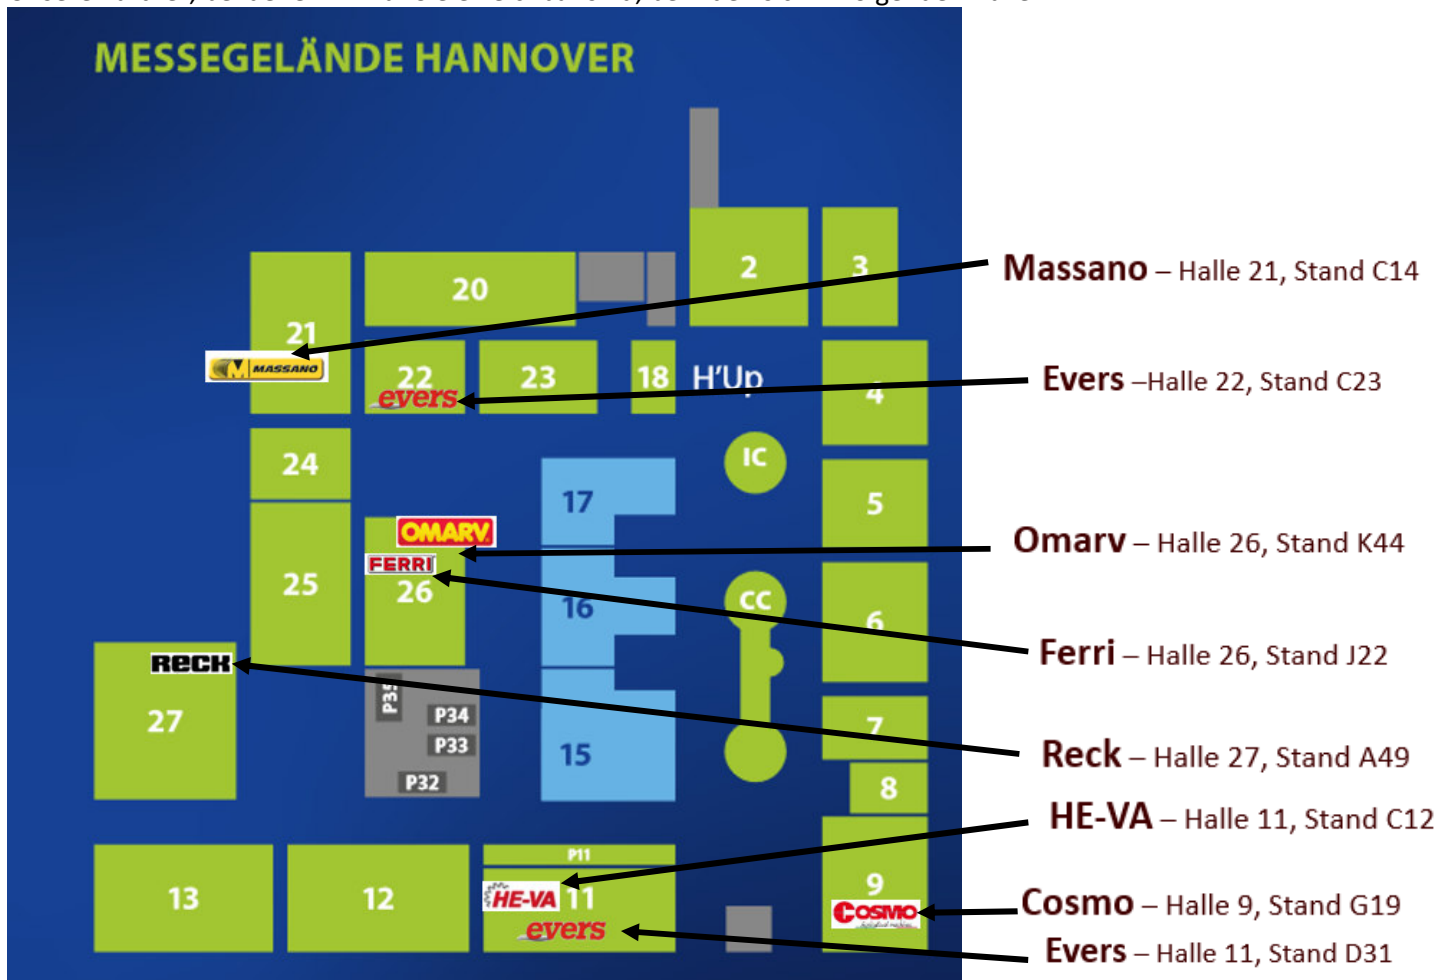 MESSEGELÄNDE HANNOVER
2
3
20
21
MASSANO
22
evers
23
18
H'Up
4
24
IC
17
5
OMARV
FERRI
25
26
16
CC
6
RECK
27
P35
P34
P33
P32
15
7
8
P11
13
12
HE-VA
11
evers
9
COSMO
Massano – Halle 21, Stand C14
Evers –Halle 22, Stand C23
Omarv – Halle 26, Stand K44
Ferri – Halle 26, Stand J22
Reck – Halle 27, Stand A49
HE-VA – Halle 11, Stand C12
Cosmo – Halle 9, Stand G19
Evers – Halle 11, Stand D31